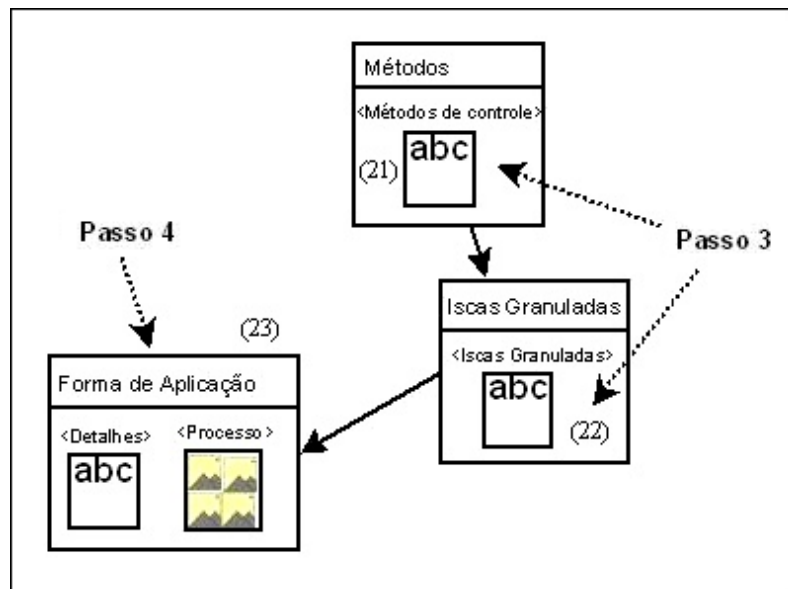 Métodos
<Métodos de controle>
abc
(21)
Passo 4
Passo 3
Iscas Granuladas
<Iscas Granuladas>
abc
(22)
(23)
Forma de Aplicação
<Detalhes> <Processo>
abc